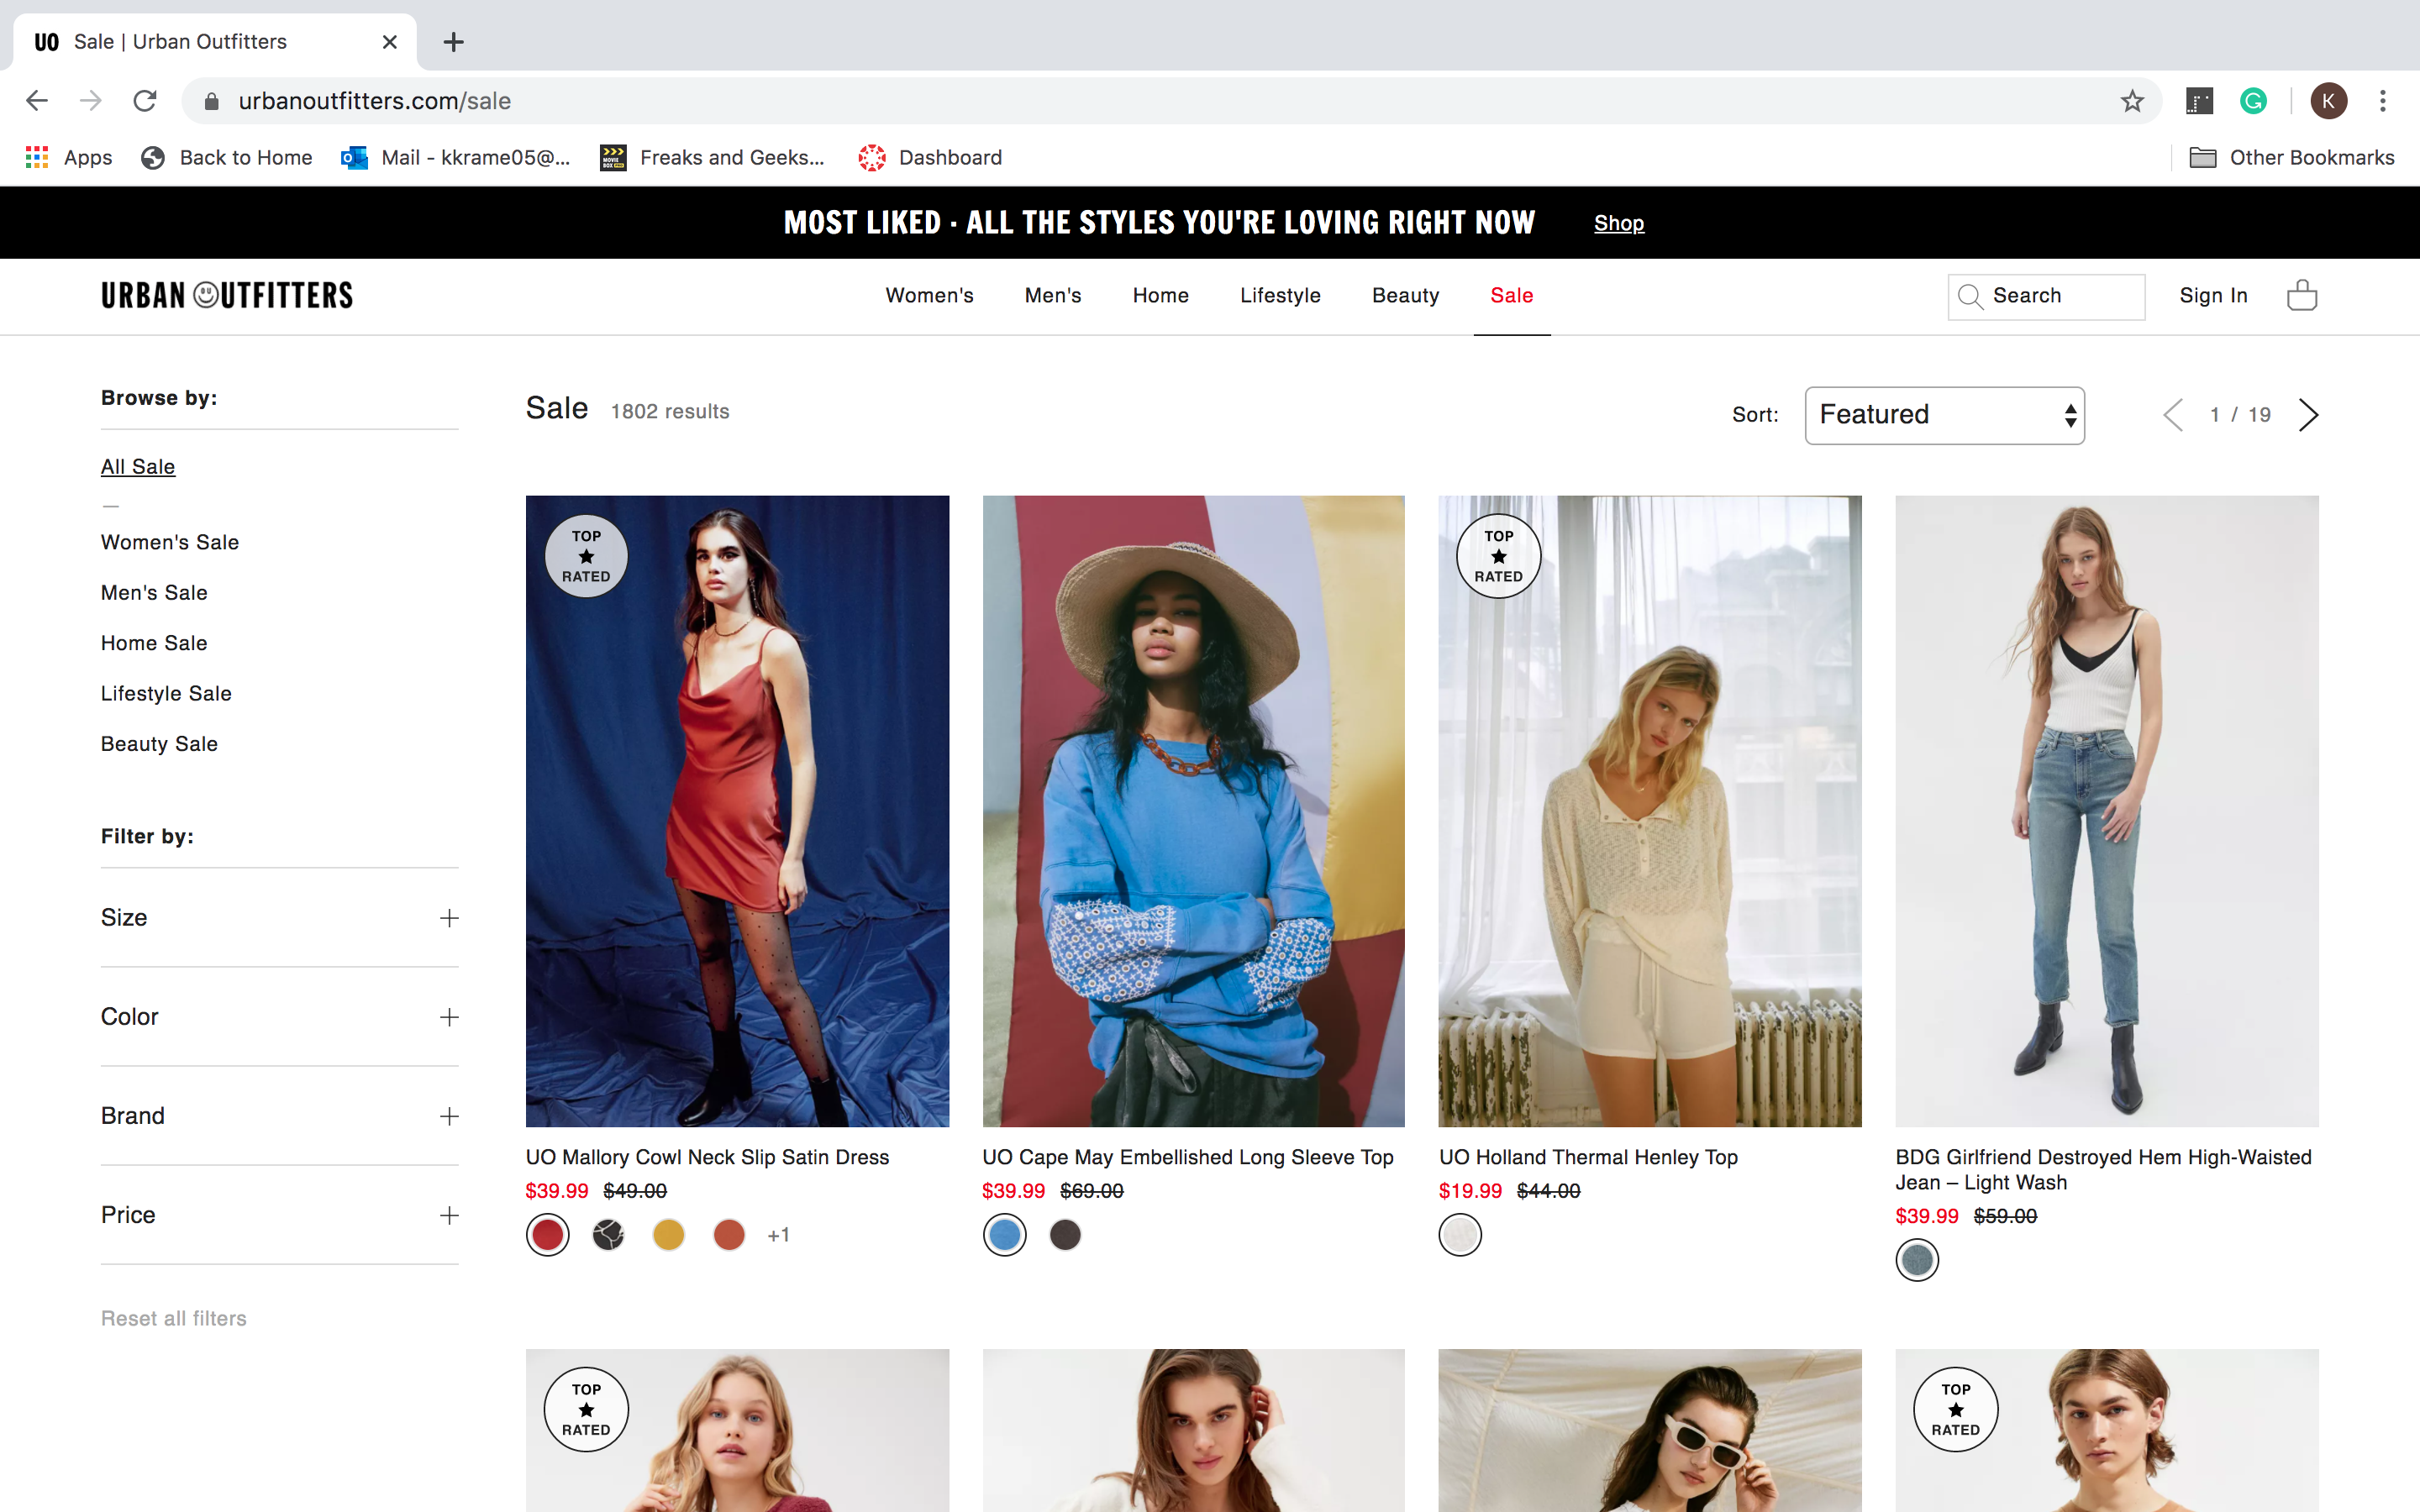 UO Sale | Urban Outfitters
urbanoutfitters.com/sale
K
Apps
Back to Home
Mail - kkrame05@...
Freaks and Geeks...
Dashboard
Other Bookmarks
MOST LIKED · ALL THE STYLES YOU'RE LOVING RIGHT NOW Shop
URBAN OUTFITTERS
Women's
Men's
Home
Lifestyle
Beauty
Sale
Search
Sign In
Browse by:
All Sale
—
Women's Sale
Men's Sale
Home Sale
Lifestyle Sale
Beauty Sale
Filter by:
Size +
Color +
Brand +
Price +
Reset all filters
Sale 1802 results
Sort: Featured
1 / 19
TOP
RATED
UO Mallory Cowl Neck Slip Satin Dress
$39.99 $49.00
+1
UO Cape May Embellished Long Sleeve Top
$39.99 $69.00
TOP
RATED
UO Holland Thermal Henley Top
$19.99 $44.00
BDG Girlfriend Destroyed Hem High-Waisted
Jean – Light Wash
$39.99 $59.00
TOP
RATED
TOP
RATED